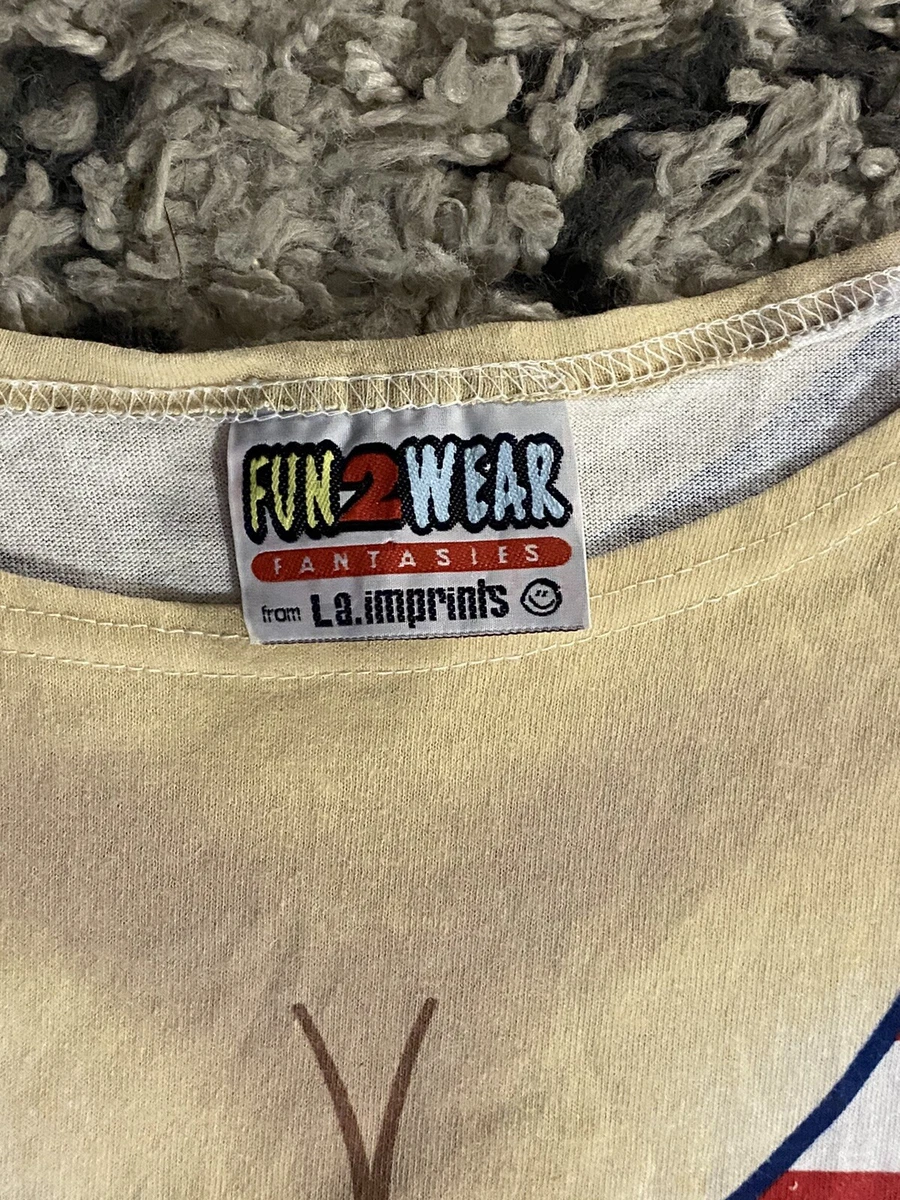 FUN2WEAR
FANTASIES
from L.a.imprints